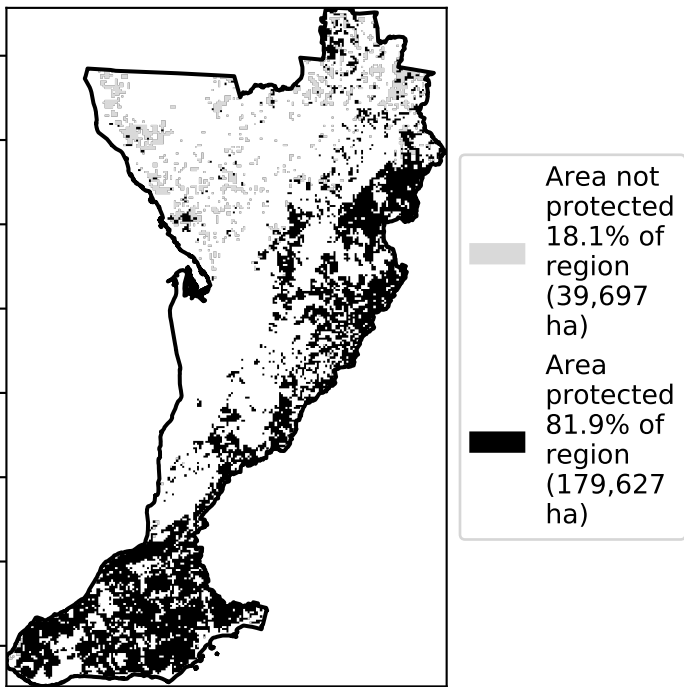 Area not
protected
18.1% of
region
(39,697
ha)
Area
protected
81.9% of
region
(179,627
ha)